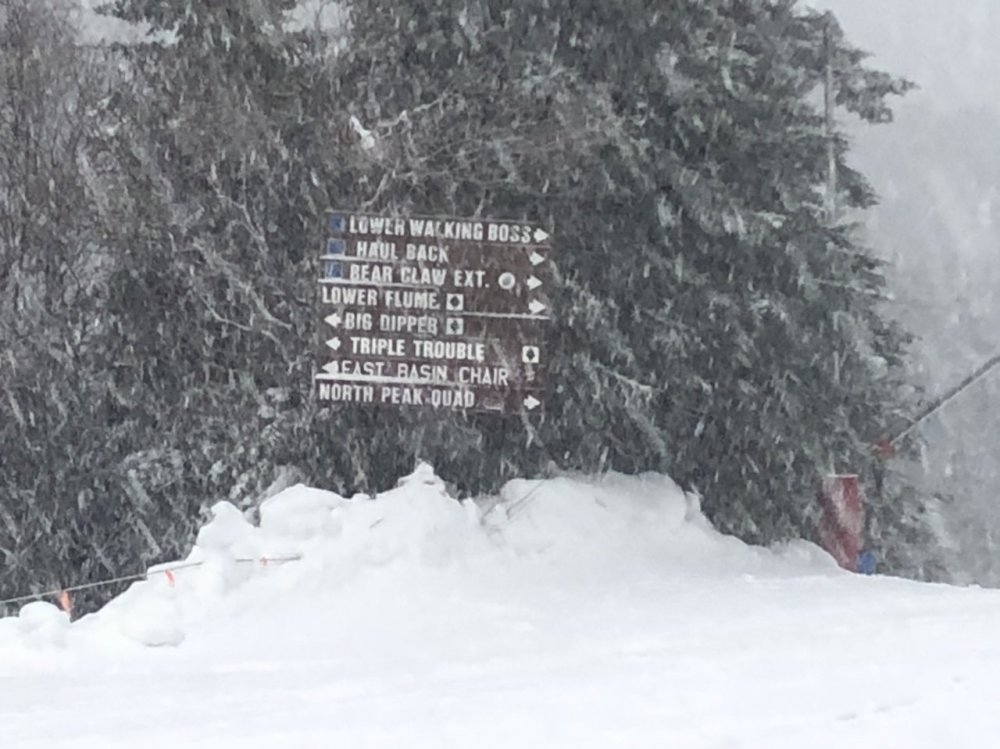 LOWER WALKING BOSS
HAUL BACK
BEAR CLAW EXT.
LOWER FLUME
BIG DIPPER
TRIPLE TROUBLE
EAST BASIN CHAIR
NORTH PEAK QUAD